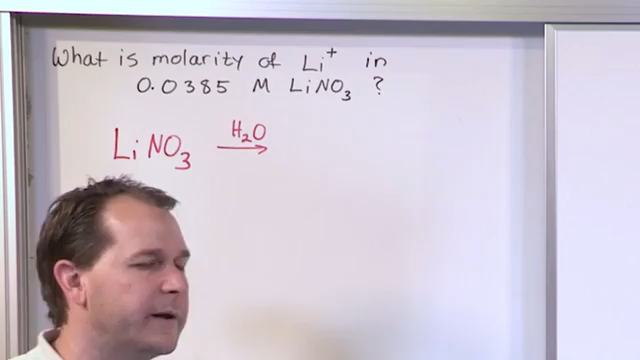 What is molarity of Li⁺ in
0.0385 M LiNO₃ ?
H₂O
LiNO₃ →